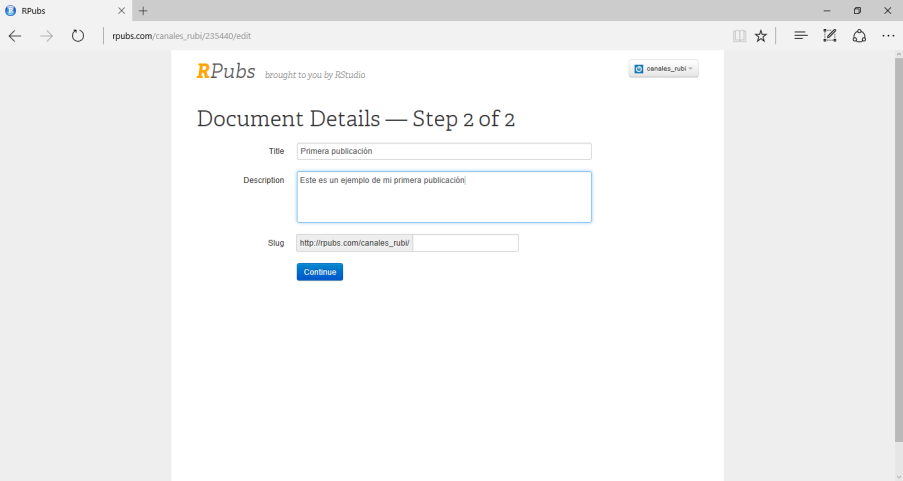 RPubs
rpubs.com/canales_rubi/235440/edit
RPubs brought to you by RStudio
canales_rubi
Document Details — Step 2 of 2
Title Primera publicación
Description Este es un ejemplo de mi primera publicación
Slug http://rpubs.com/canales_rubi/
Continue